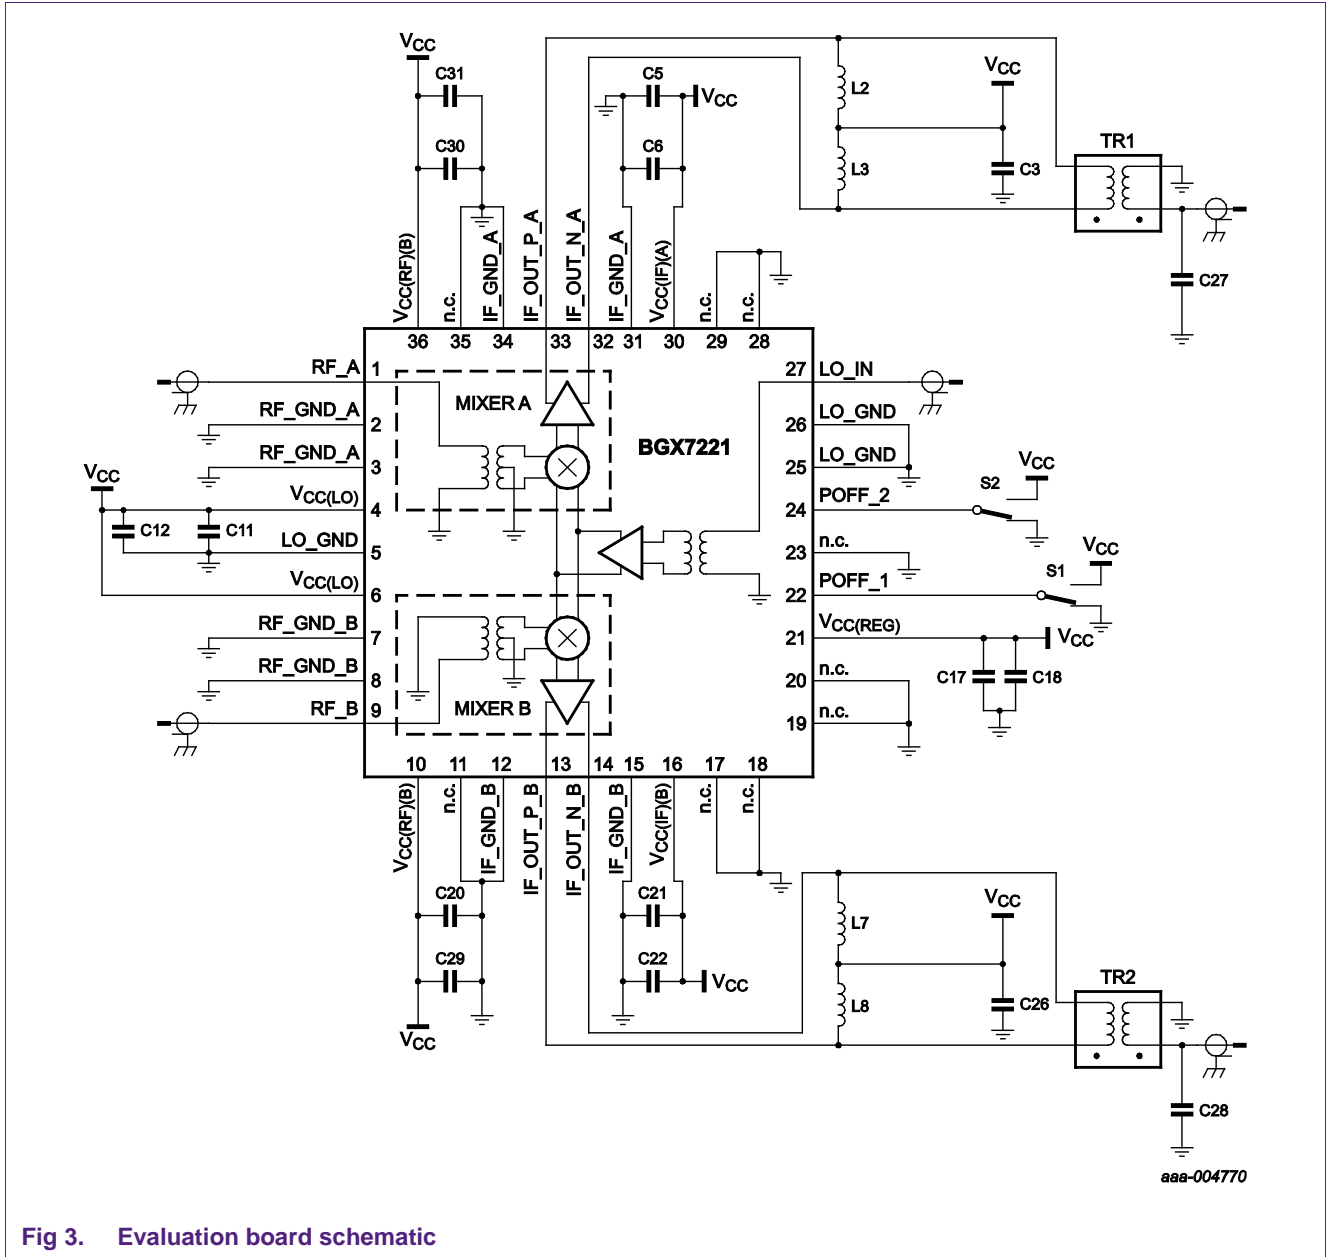 VCC
C31
C5
VCC
VCC
L2
C30
C6
L3
C3
TR1
VCC(RF)(B)
n.c.
IF_GND_A
IF_OUT_P_A
IF_OUT_N_A
IF_GND_A
VCC(IF)(A)
n.c.
n.c.
C27
36 35 34 33 32 31 30 29 28
RF_A 1
RF_GND_A 2
RF_GND_A 3
VCC
VCC(LO) 4
C12 C11
LO_GND 5
VCC(LO) 6
RF_GND_B 7
RF_GND_B 8
RF_B 9
MIXER A
BGX7221
MIXER B
27 LO_IN
26 LO_GND
25 LO_GND
S2 VCC
24 POFF_2
23 n.c.
S1 VCC
22 POFF_1
21 VCC(REG)
VCC
C17 C18
20 n.c.
19 n.c.
10 11 12 13 14 15 16 17 18
VCC(RF)(B)
n.c.
IF_GND_B
IF_OUT_P_B
IF_OUT_N_B
IF_GND_B
VCC(IF)(B)
n.c.
n.c.
C20
C21
L7
VCC
C29
C22
VCC
L8
C26
TR2
VCC
C28
aaa-004770
Fig 3. Evaluation board schematic